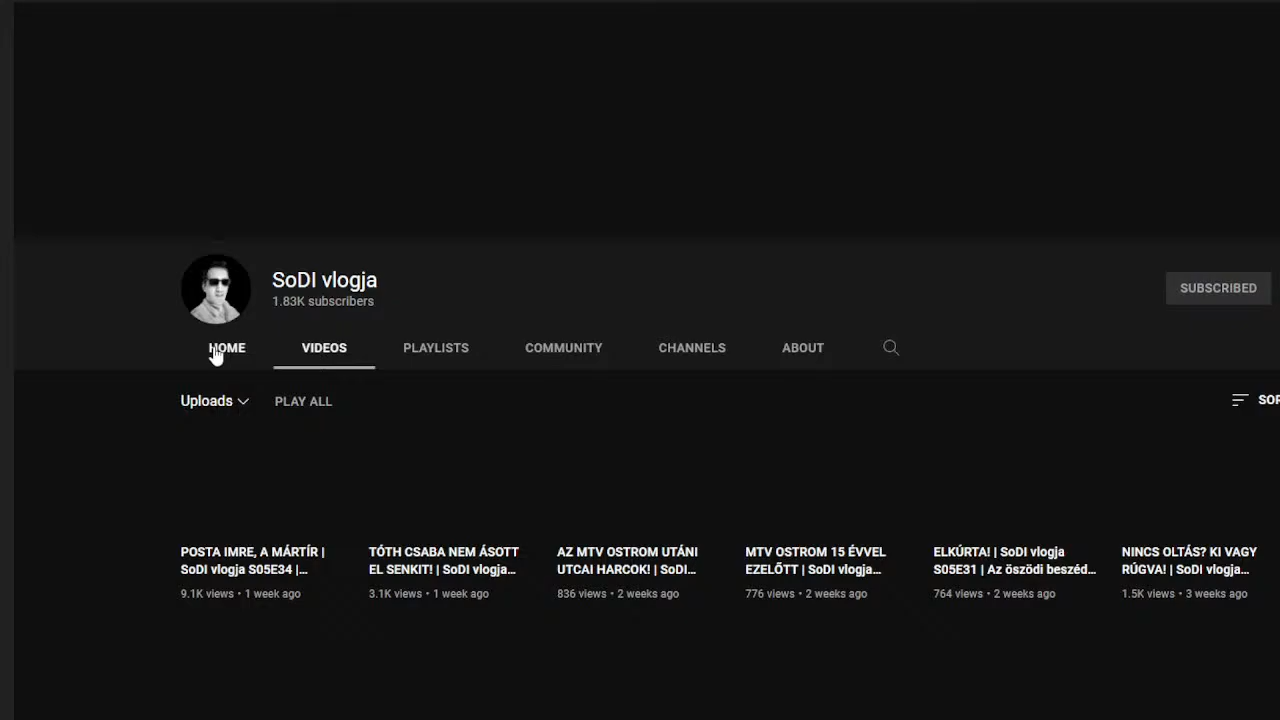 SoDI vlogja
1.83K subscribers
SUBSCRIBED
HOME VIDEOS PLAYLISTS COMMUNITY CHANNELS ABOUT
Uploads PLAY ALL
POSTA IMRE, A MÁRTÍR |
SoDI vlogja S05E34 |...
9.1K views • 1 week ago
TÓTH CSABA NEM ÁSOTT
EL SENKIT! | SoDI vlogja...
3.1K views • 1 week ago
AZ MTV OSTROM UTÁNI
UTCAI HARCOK! | SoDI...
836 views • 2 weeks ago
MTV OSTROM 15 ÉVVEL
EZELŐTT | SoDI vlogja...
776 views • 2 weeks ago
ELKÚRTA! | SoDI vlogja
S05E31 | Az öszödi beszéd...
764 views • 2 weeks ago
NINCS OLTÁS? KI VAGY
RÚGVA! | SoDI vlogja...
1.5K views • 3 weeks ago